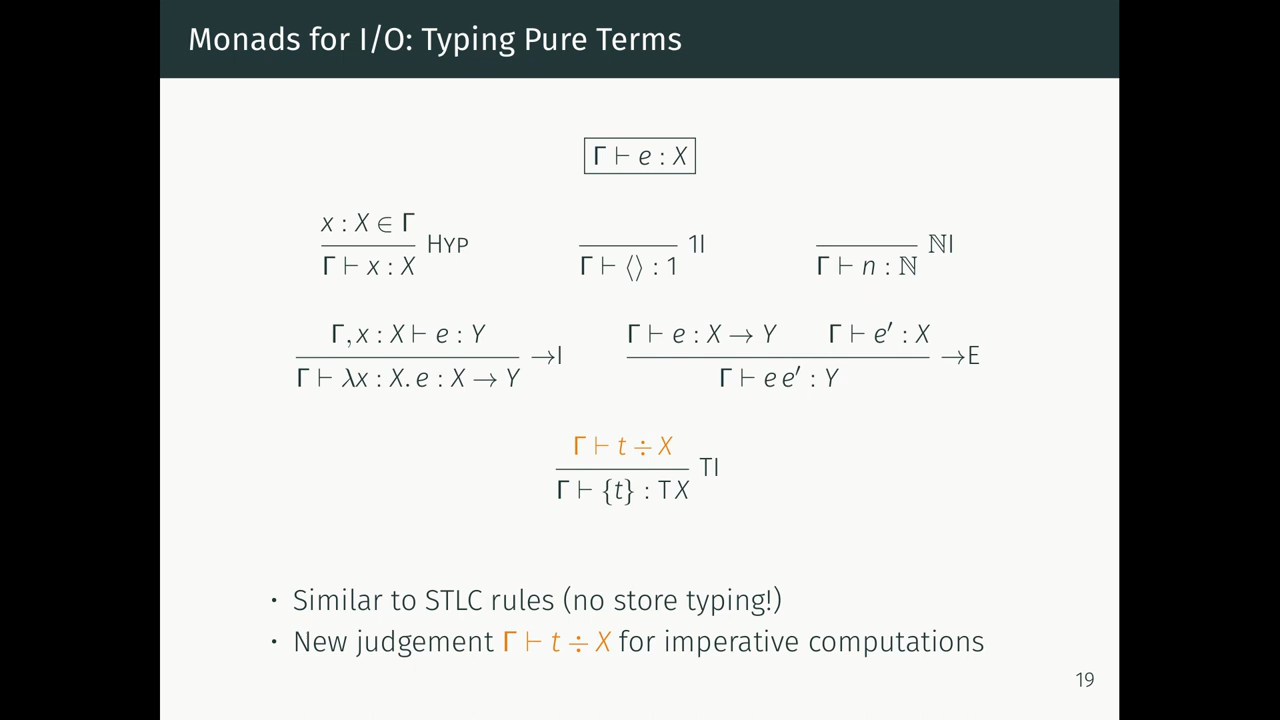 Monads for I/O: Typing Pure Terms
Γ ⊢ e : X
x : X ∈ Γ
Γ ⊢ x : X HYP
Γ ⊢ ⟨⟩ : 1 1I
Γ ⊢ n : ℕ ℕI
Γ, x : X ⊢ e : Y
Γ ⊢ λx : X. e : X → Y →I
Γ ⊢ e : X → Y Γ ⊢ e′ : X
Γ ⊢ e e′ : Y →E
Γ ⊢ t ÷ X
Γ ⊢ {t} : T X TI
· Similar to STLC rules (no store typing!)
· New judgement Γ ⊢ t ÷ X for imperative computations
19